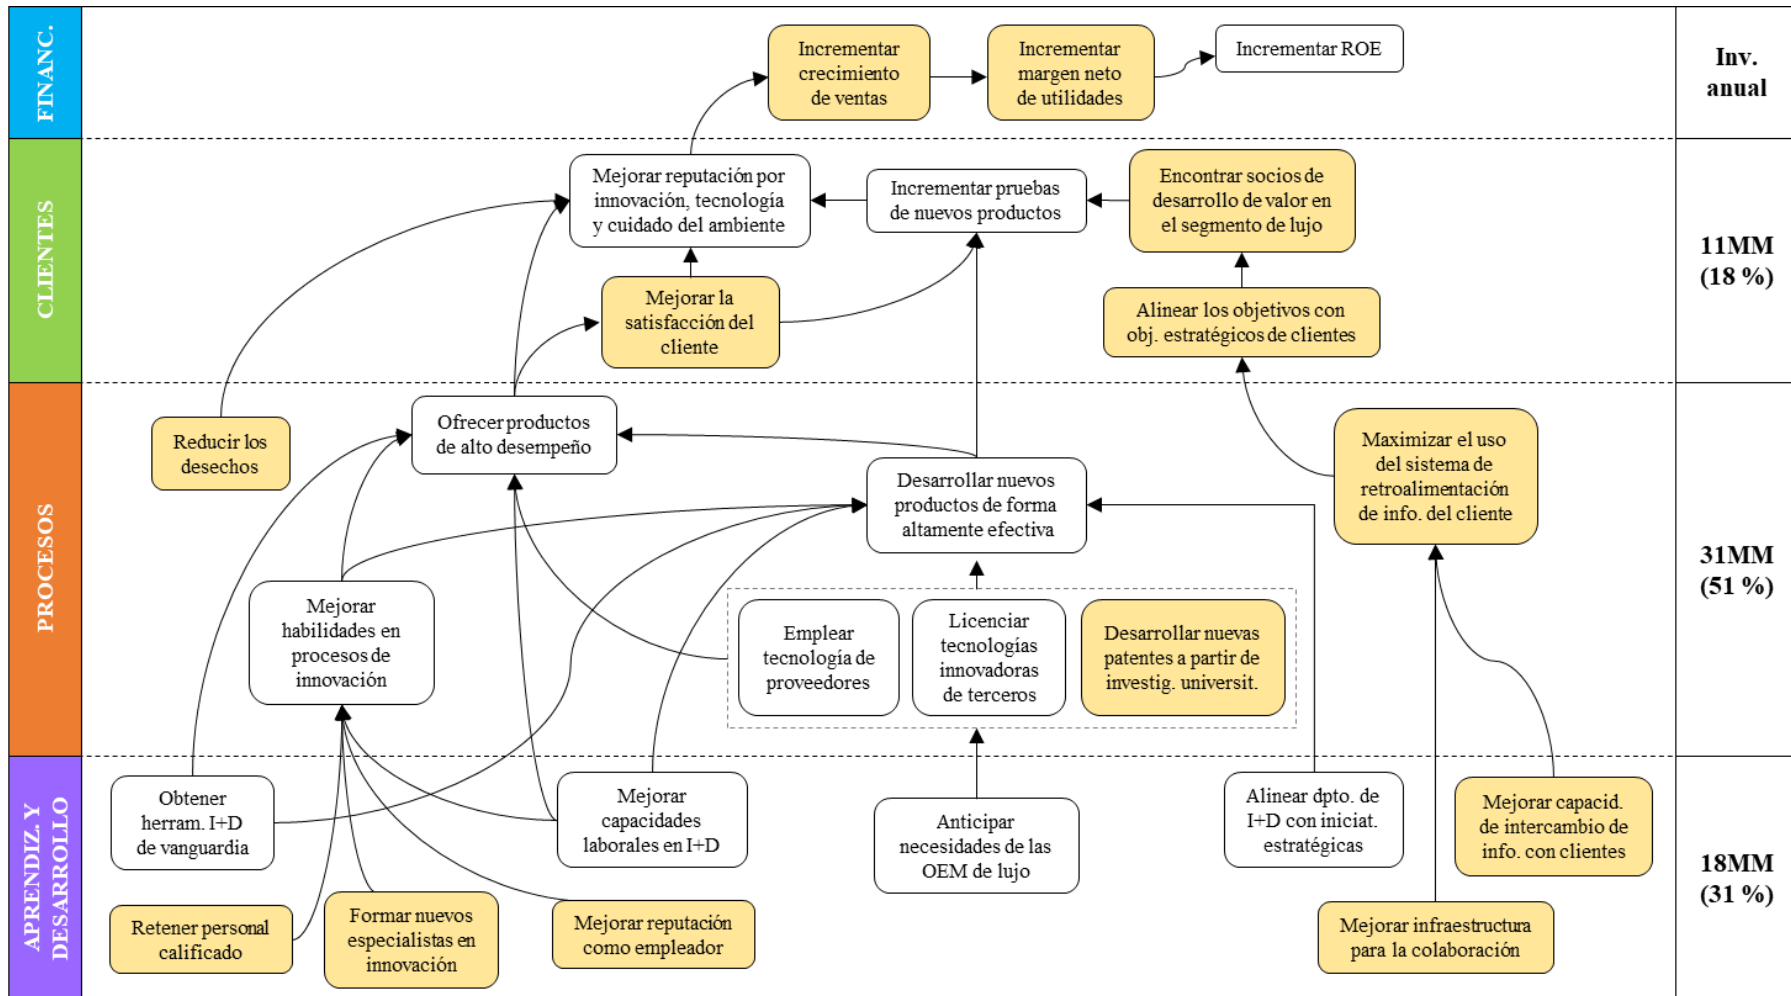 FINANC.
Incrementar
crecimiento
de ventas
Incrementar
margen neto
de utilidades
Incrementar ROE
Inv.
anual
CLIENTES
Mejorar reputación por
innovación, tecnología
y cuidado del ambiente
Incrementar pruebas
de nuevos productos
Encontrar socios de
desarrollo de valor en
el segmento de lujo
Mejorar la
satisfacción del
cliente
Alinear los objetivos con
obj. estratégicos de clientes
11MM
(18 %)
PROCESOS
Reducir los
desechos
Ofrecer productos
de alto desempeño
Desarrollar nuevos
productos de forma
altamente efectiva
Maximizar el uso
del sistema de
retroalimentación
de info. del cliente
Mejorar
habilidades en
procesos de
innovación
Emplear
tecnología de
proveedores
Licenciar
tecnologías
innovadoras
de terceros
Desarrollar nuevas
patentes a partir de
investig. universit.
31MM
(51 %)
APRENDIZ. Y
DESARROLLO
Obtener
herram. I+D
de vanguardia
Mejorar
capacidades
laborales en I+D
Anticipar
necesidades de las
OEM de lujo
Alinear dpto. de
I+D con iniciat.
estratégicas
Mejorar capacid.
de intercambio de
info. con clientes
Retener personal
calificado
Formar nuevos
especialistas en
innovación
Mejorar reputación
como empleador
Mejorar infraestructura
para la colaboración
18MM
(31 %)